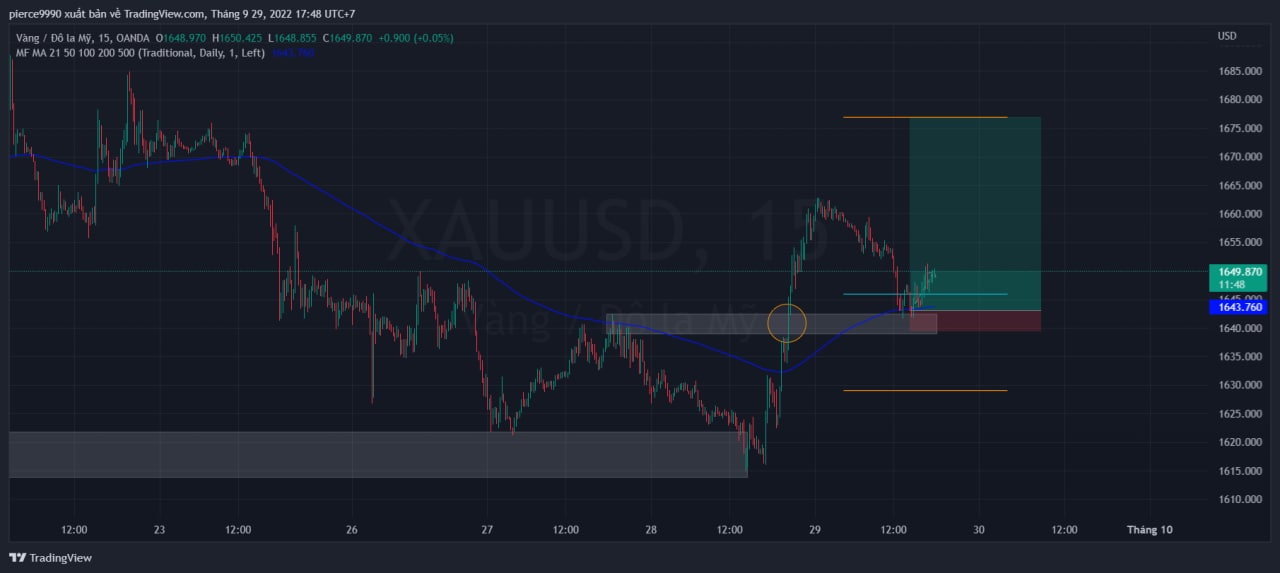 pierce9990 xuất bản về TradingView.com, Tháng 9 29, 2022 17:48 UTC+7
Vàng / Đô la Mỹ, 15, OANDA O1648.970 H1650.425 L1648.855 C1649.870 +0.900 (+0.05%)
MF MA 21 50 100 200 500 (Traditional, Daily, 1, Left) 1643.760
USD
1685.000
1680.000
1675.000
1670.000
1665.000
1660.000
1655.000
1649.870
11:48
1645.000
1643.760
1640.000
1635.000
1630.000
1625.000
1620.000
1615.000
1610.000
XAUUSD, 15
Vàng / Đô la Mỹ
12:00 23 12:00 26 27 12:00 28 12:00 29 12:00 30 12:00 Tháng 10
TradingView